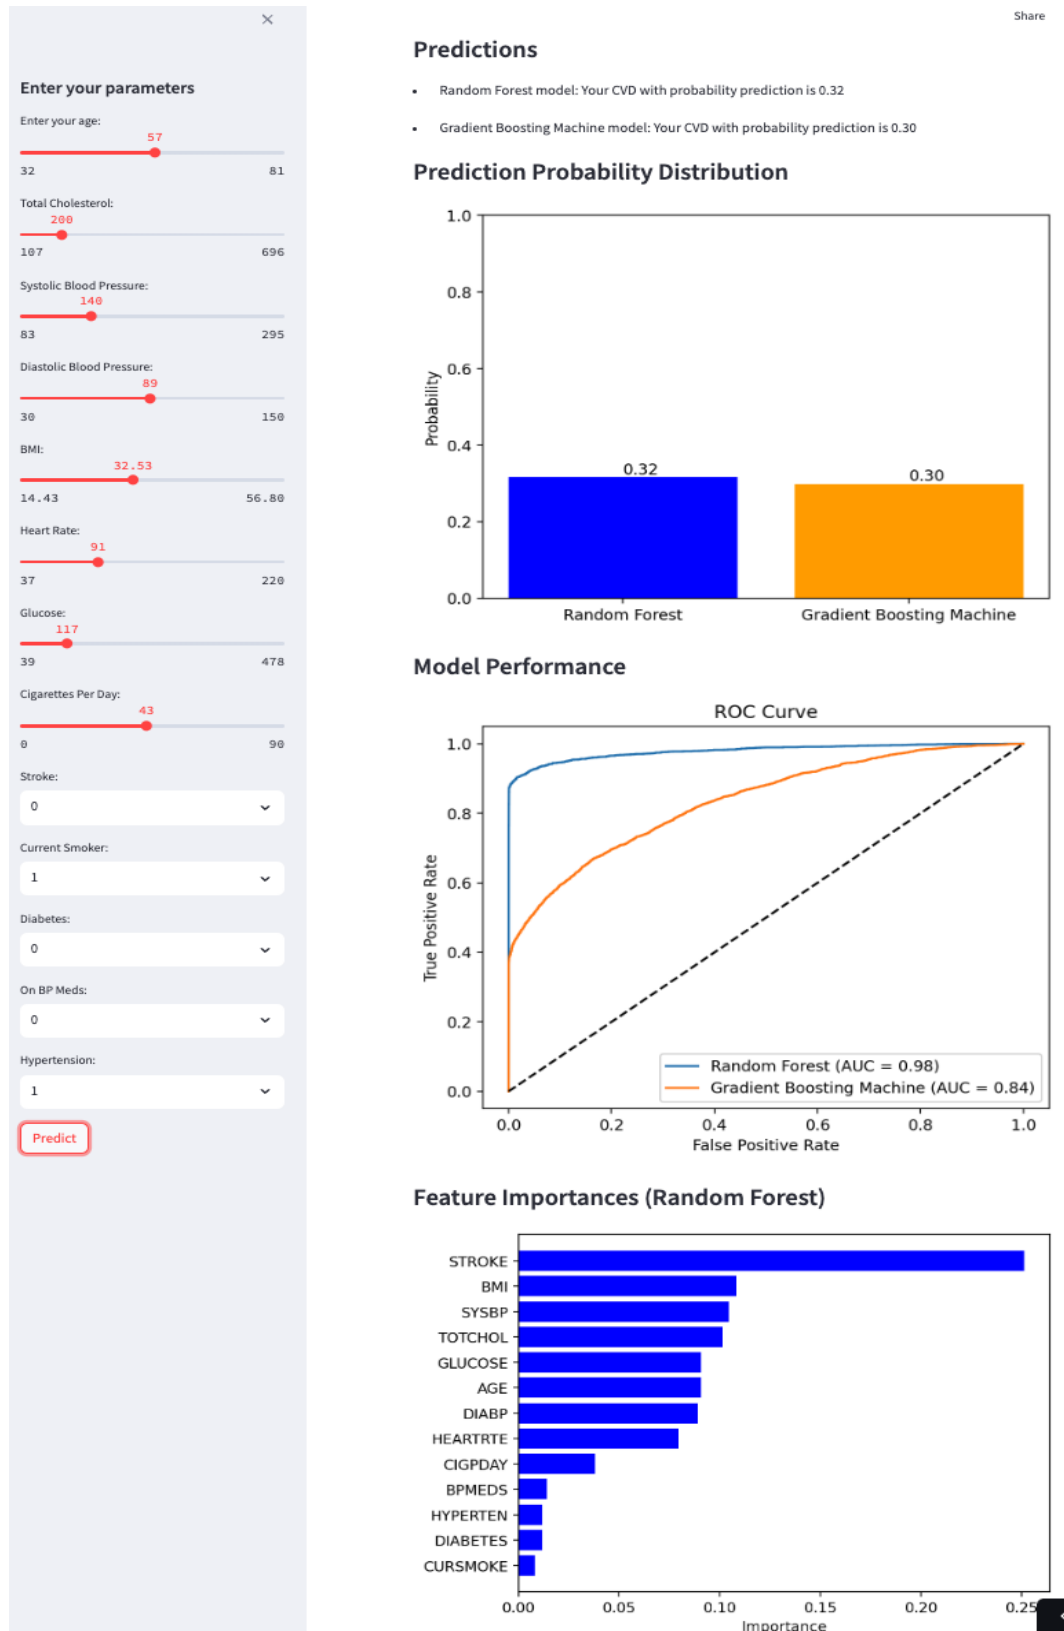 Share
Enter your parameters
Enter your age:
57
32 81
Total Cholesterol:
200
107 696
Systolic Blood Pressure:
140
83 295
Diastolic Blood Pressure:
89
30 150
BMI:
32.53
14.43 56.80
Heart Rate:
91
37 220
Glucose:
117
39 478
Cigarettes Per Day:
43
0 90
Stroke:
0
Current Smoker:
1
Diabetes:
0
On BP Meds:
0
Hypertension:
1
Predict
Predictions
Random Forest model: Your CVD with probability prediction is 0.32
Gradient Boosting Machine model: Your CVD with probability prediction is 0.30
Prediction Probability Distribution
1.0
0.8
0.6
0.4
0.2
0.0
Probability
0.32
0.30
Random Forest Gradient Boosting Machine
Model Performance
ROC Curve
1.0
0.8
0.6
0.4
0.2
0.0
True Positive Rate
Random Forest (AUC = 0.98)
Gradient Boosting Machine (AUC = 0.84)
0.0 0.2 0.4 0.6 0.8 1.0
False Positive Rate
Feature Importances (Random Forest)
STROKE
BMI
SYSBP
TOTCHOL
GLUCOSE
AGE
DIABP
HEARTRTE
CIGPDAY
BPMEDS
HYPERTEN
DIABETES
CURSMOKE
0.00 0.05 0.10 0.15 0.20 0.25
Importance